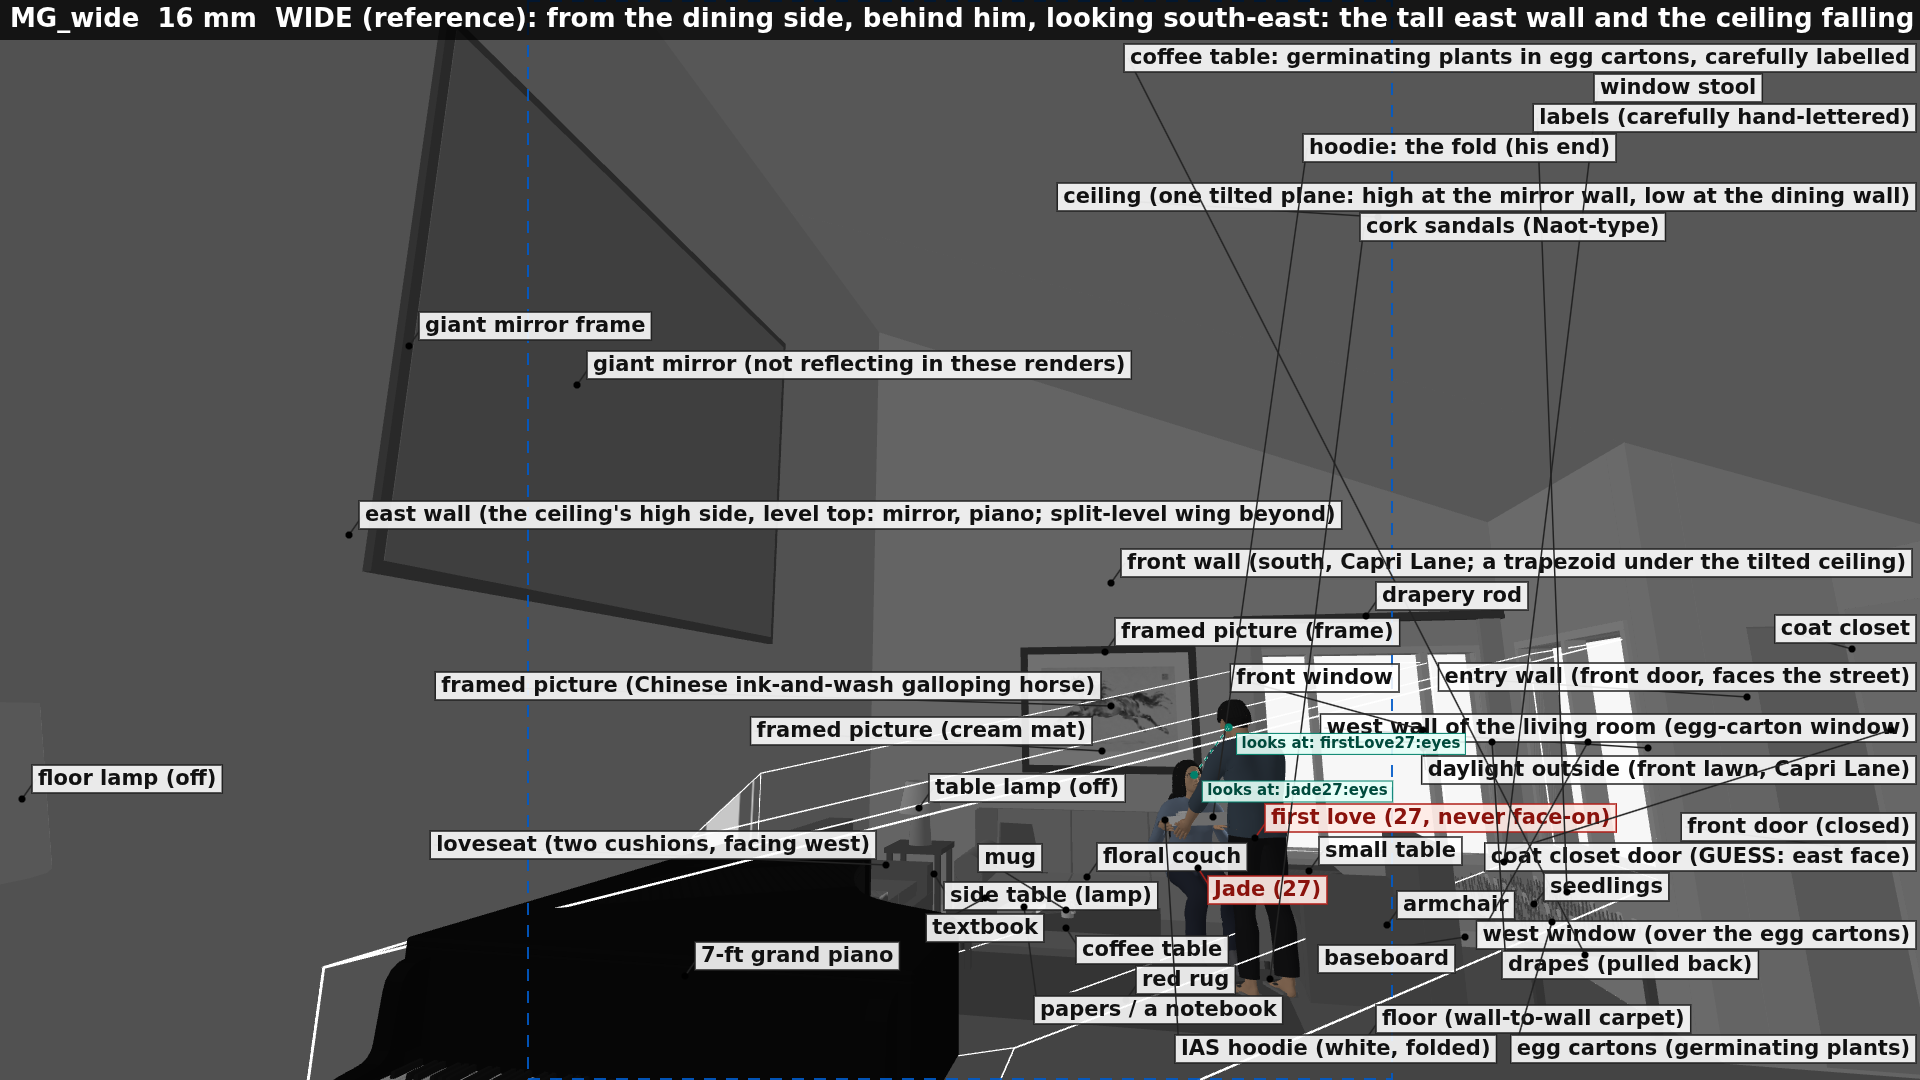 MG_wide 16 mm WIDE (reference): from the dining side, behind him, looking south-east: the tall east wall and the ceiling falling
coffee table: germinating plants in egg cartons, carefully labelled
window stool
labels (carefully hand-lettered)
hoodie: the fold (his end)
ceiling (one tilted plane: high at the mirror wall, low at the dining wall)
cork sandals (Naot-type)
giant mirror frame
giant mirror (not reflecting in these renders)
east wall (the ceiling's high side, level top: mirror, piano; split-level wing beyond)
front wall (south, Capri Lane; a trapezoid under the tilted ceiling)
drapery rod
framed picture (frame)
coat closet
front window
entry wall (front door, faces the street)
framed picture (Chinese ink-and-wash galloping horse)
framed picture (cream mat)
west wall of the living room (egg-carton window)
looks at: firstLove27:eyes
daylight outside (front lawn, Capri Lane)
floor lamp (off)
table lamp (off)
looks at: jade27:eyes
first love (27, never face-on)
front door (closed)
loveseat (two cushions, facing west)
mug
floral couch
small table
coat closet door (GUESS: east face)
seedlings
Jade (27)
side table (lamp)
armchair
textbook
west window (over the egg cartons)
7-ft grand piano
coffee table
baseboard
drapes (pulled back)
red rug
papers / a notebook
floor (wall-to-wall carpet)
IAS hoodie (white, folded)
egg cartons (germinating plants)